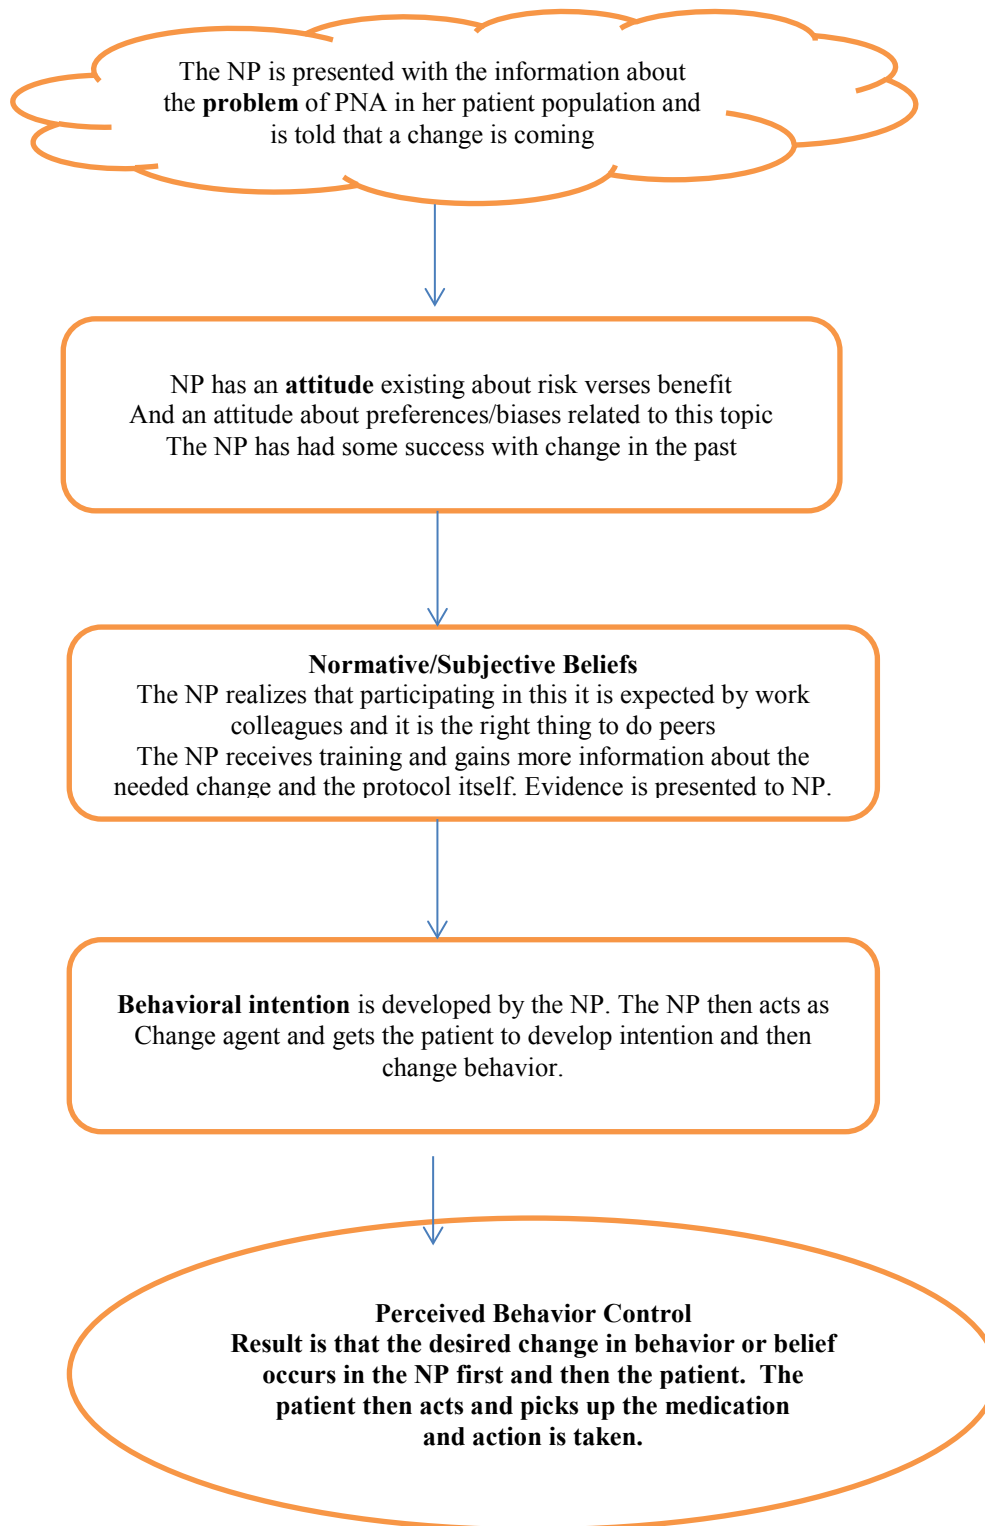 The NP is presented with the information about
the problem of PNA in her patient population and
is told that a change is coming
NP has an attitude existing about risk verses benefit
And an attitude about preferences/biases related to this topic
The NP has had some success with change in the past
Normative/Subjective Beliefs
The NP realizes that participating in this it is expected by work
colleagues and it is the right thing to do peers
The NP receives training and gains more information about the
needed change and the protocol itself. Evidence is presented to NP.
Behavioral intention is developed by the NP. The NP then acts as
Change agent and gets the patient to develop intention and then
change behavior.
Perceived Behavior Control
Result is that the desired change in behavior or belief
occurs in the NP first and then the patient.  The
patient then acts and picks up the medication
and action is taken.